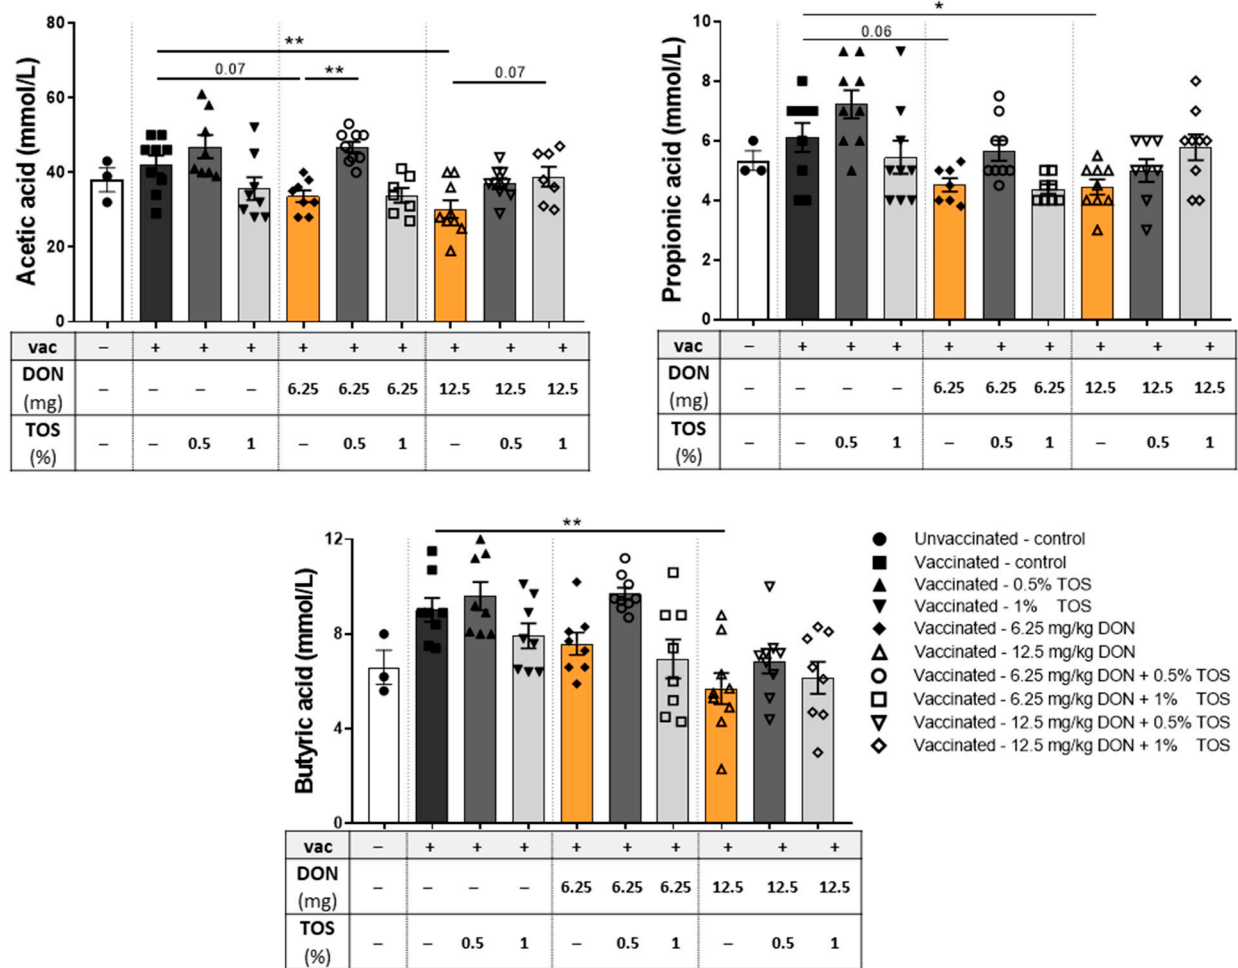 Acetic acid (mmol/L)
80
60
40
20
0
**
0.07
**
0.07
vac – + + + + + + + + +
DON (mg) – – – – 6.25 6.25 6.25 12.5 12.5 12.5
TOS (%) – – 0.5 1 – 0.5 1 – 0.5 1
Propionic acid (mmol/L)
10
8
6
4
2
0
*
0.06
vac – + + + + + + + + +
DON (mg) – – – – 6.25 6.25 6.25 12.5 12.5 12.5
TOS (%) – – 0.5 1 – 0.5 1 – 0.5 1
Butyric acid (mmol/L)
12
8
4
0
**
vac – + + + + + + + + +
DON (mg) – – – – 6.25 6.25 6.25 12.5 12.5 12.5
TOS (%) – – 0.5 1 – 0.5 1 – 0.5 1
Unvaccinated - control
Vaccinated - control
Vaccinated - 0.5% TOS
Vaccinated - 1% TOS
Vaccinated - 6.25 mg/kg DON
Vaccinated - 12.5 mg/kg DON
Vaccinated - 6.25 mg/kg DON + 0.5% TOS
Vaccinated - 6.25 mg/kg DON + 1% TOS
Vaccinated - 12.5 mg/kg DON + 0.5% TOS
Vaccinated - 12.5 mg/kg DON + 1% TOS